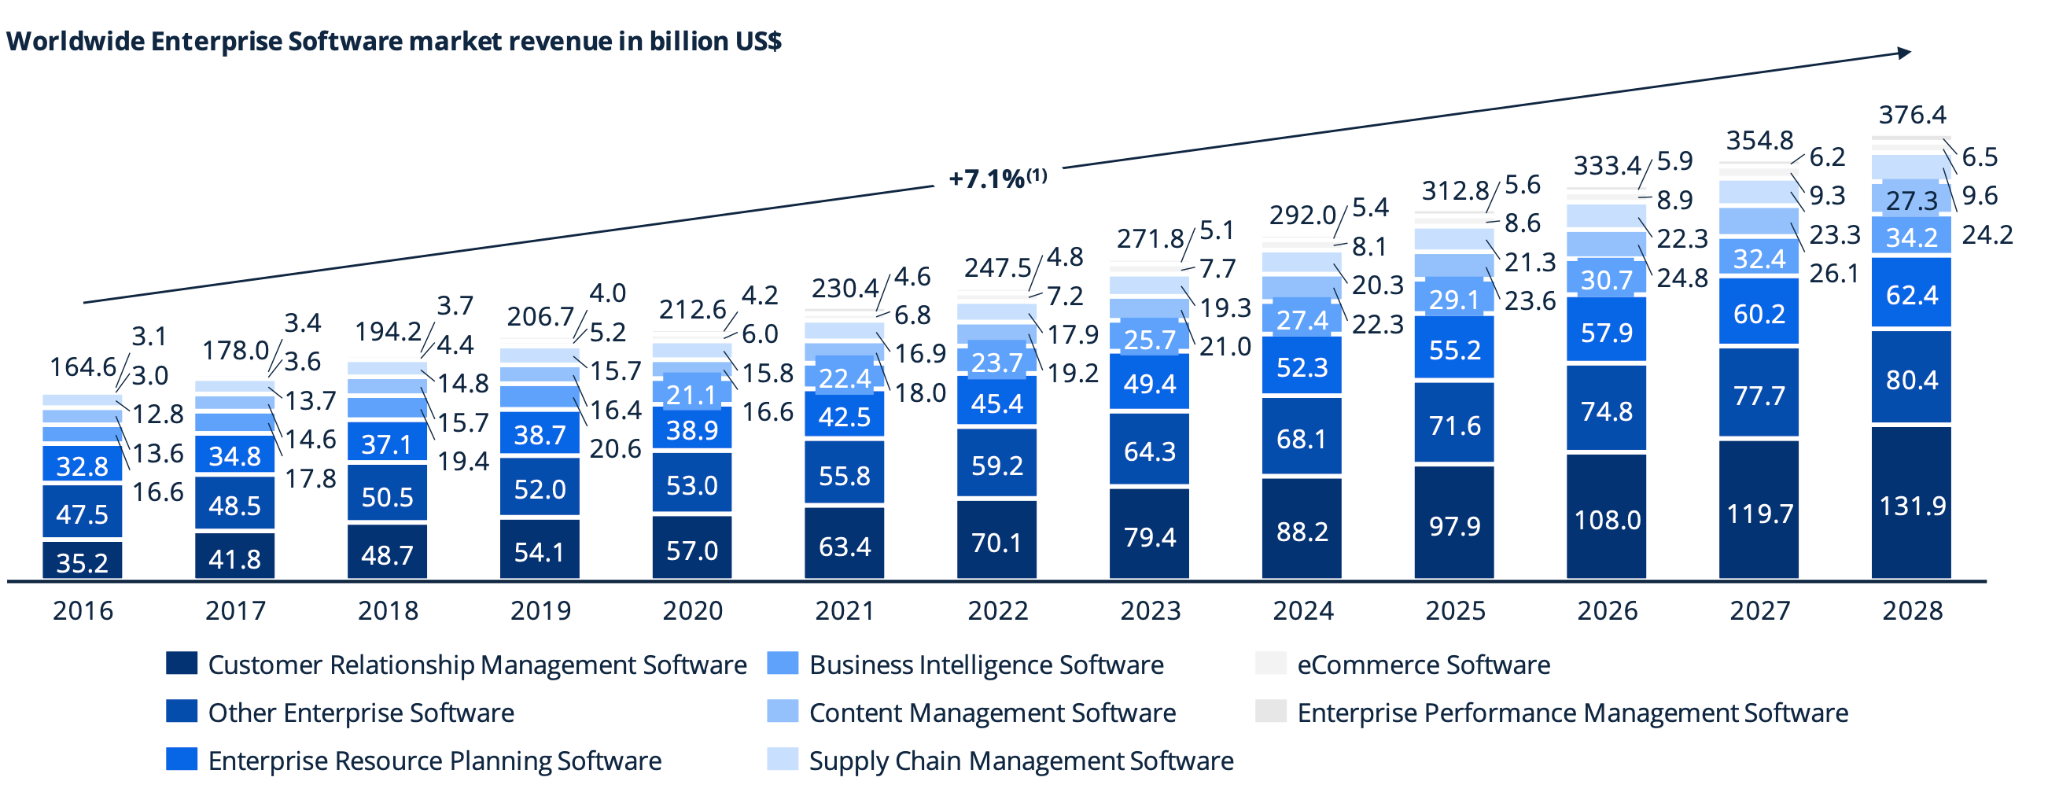 Worldwide Enterprise Software market revenue in billion US$
+7.1%(1)
164.6 3.1 3.0 12.8 13.6 16.6 32.8 47.5 35.2
178.0 3.4 3.6 13.7 14.6 17.8 34.8 48.5 41.8
194.2 3.7 4.4 14.8 15.7 19.4 37.1 50.5 48.7
206.7 4.0 5.2 15.7 16.4 20.6 38.7 52.0 54.1
212.6 4.2 6.0 15.8 16.6 21.1 38.9 53.0 57.0
230.4 4.6 6.8 16.9 18.0 22.4 42.5 55.8 63.4
247.5 4.8 7.2 17.9 19.2 23.7 45.4 59.2 70.1
271.8 5.1 7.7 19.3 21.0 25.7 49.4 64.3 79.4
292.0 5.4 8.1 20.3 22.3 27.4 52.3 68.1 88.2
312.8 5.6 8.6 21.3 23.6 29.1 55.2 71.6 97.9
333.4 5.9 8.9 22.3 24.8 30.7 57.9 74.8 108.0
354.8 6.2 9.3 23.3 26.1 32.4 60.2 77.7 119.7
376.4 6.5 9.6 24.2 27.3 34.2 62.4 80.4 131.9
2016 2017 2018 2019 2020 2021 2022 2023 2024 2025 2026 2027 2028
Customer Relationship Management Software
Other Enterprise Software
Enterprise Resource Planning Software
Business Intelligence Software
Content Management Software
Supply Chain Management Software
eCommerce Software
Enterprise Performance Management Software